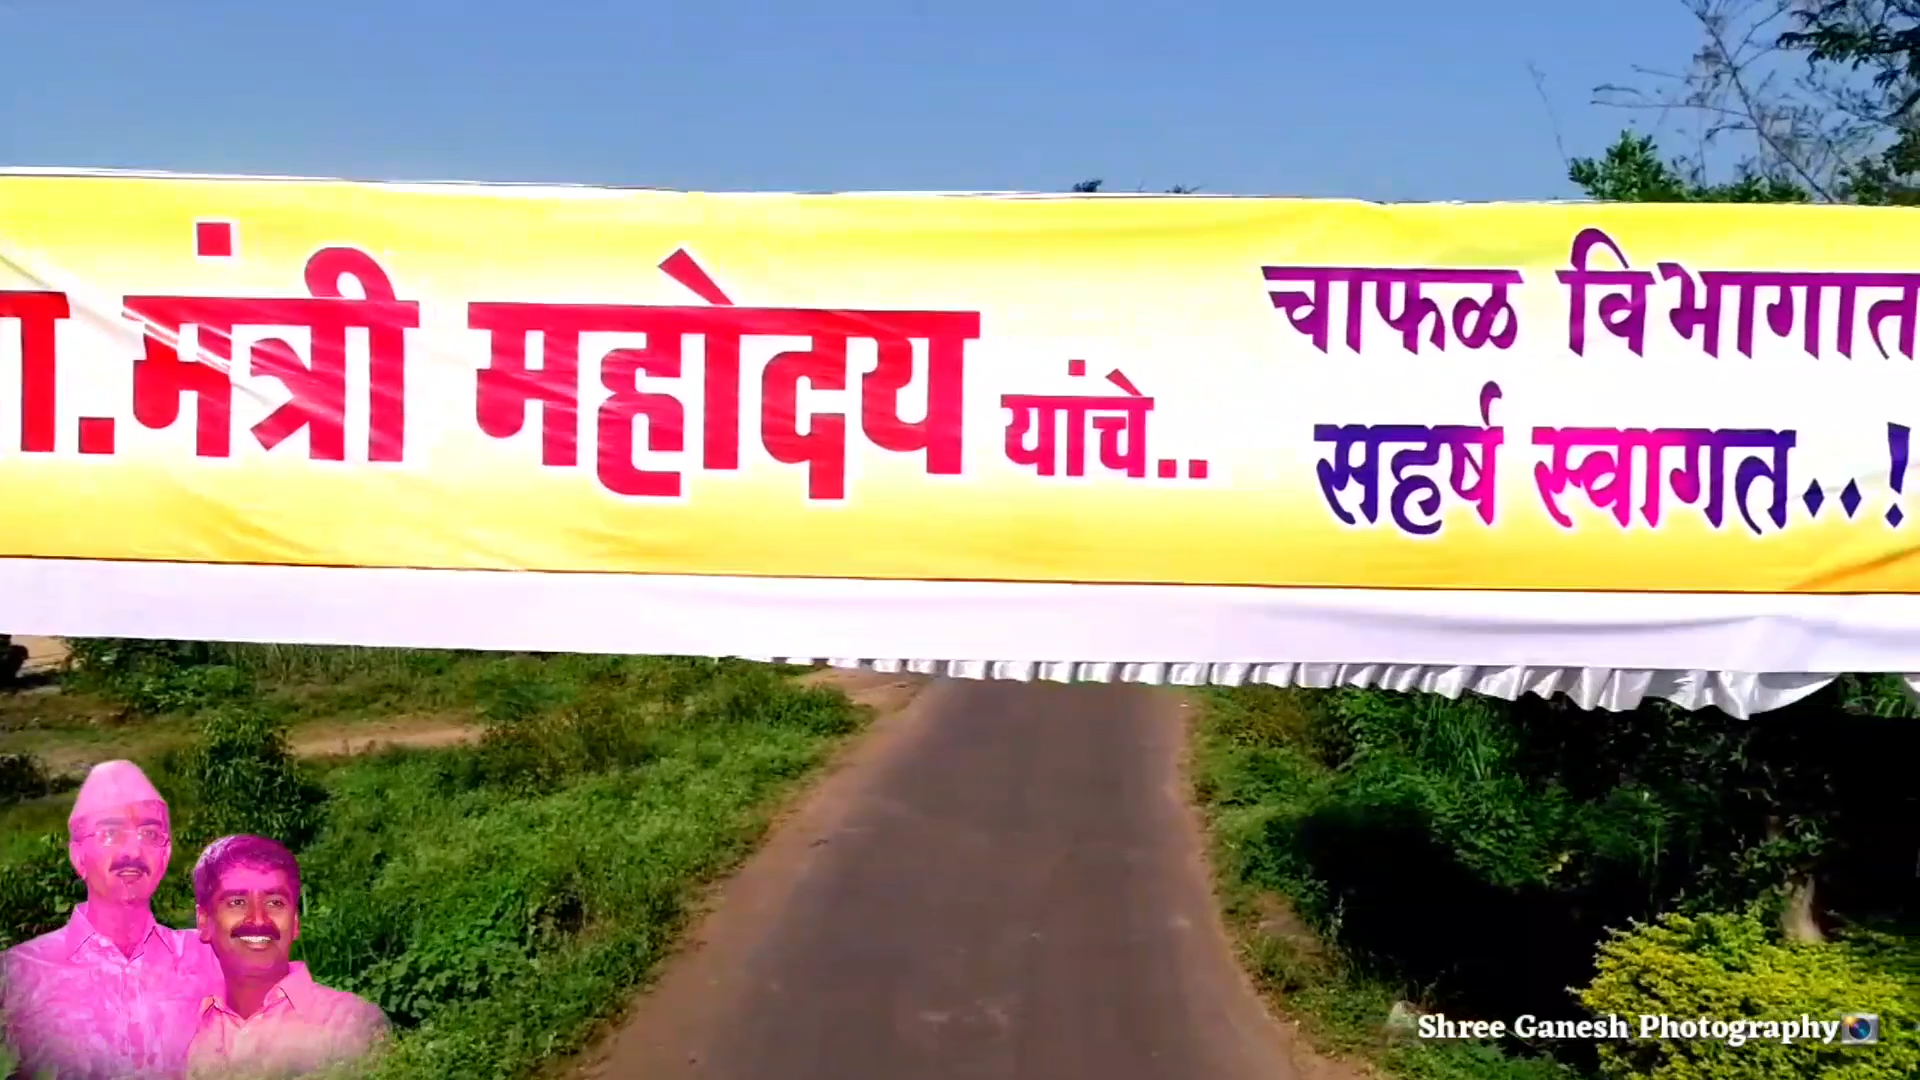 .मंत्री महोदय यांचे..
चाफळ विभागात
सहर्ष स्वागत..!
Shree Ganesh Photography